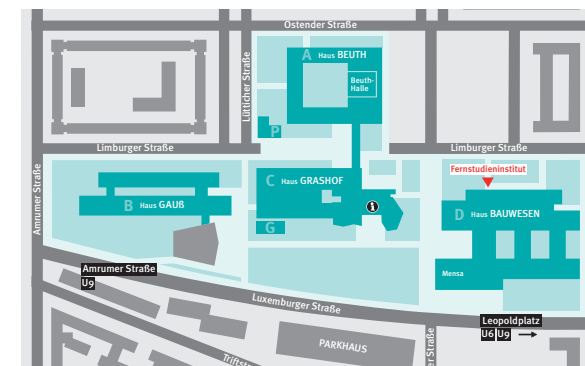 Ostender Straße
A Haus BEUTH
Beuth-
Halle
Lütticher Straße
P
Limburger Straße
Limburger Straße
Fernstudieninstitut
Amrumer Straße
C Haus GRASHOF
B Haus GAUß
D Haus BAUWESEN
i
G
Amrumer Straße
U9
Mensa
Luxemburger Straße
Leopoldplatz
U6 U9 →
PARKHAUS